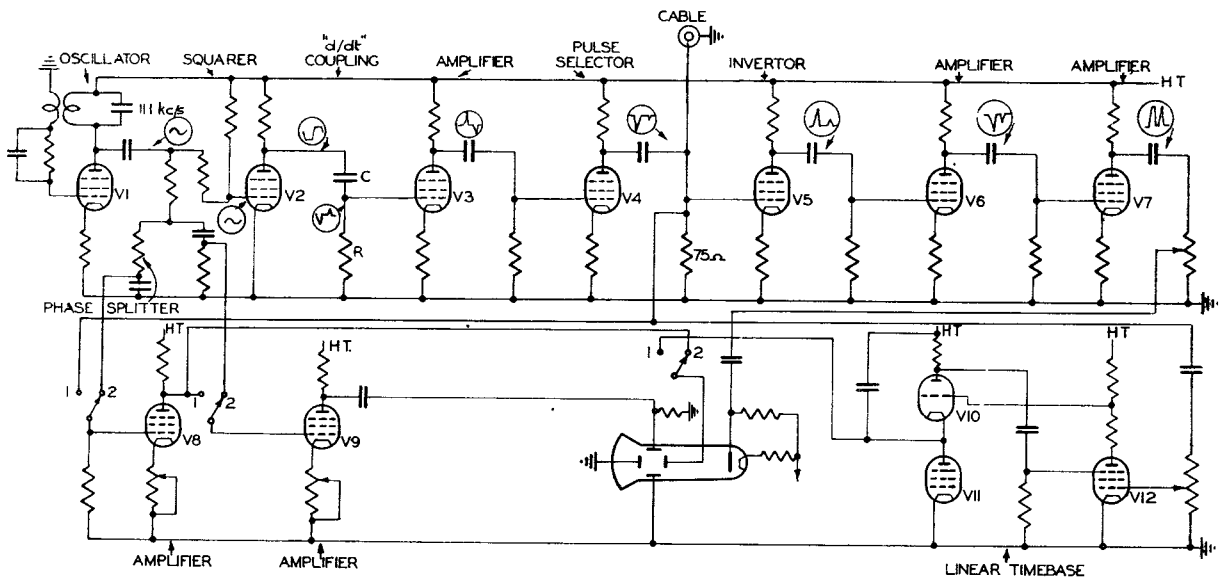 CABLE
"d/dt"
COUPLING
OSCILLATOR
SQUARER
AMPLIFIER
PULSE
SELECTOR
INVERTOR
AMPLIFIER
AMPLIFIER
HT
111 kc/s
V1
V2
C
R
V3
V4
75Ω
V5
V6
V7
PHASE SPLITTER
1
2
HT
V8
1
2
HT.
V9
1
2
HT
V10
V11
HT
V12
AMPLIFIER
AMPLIFIER
LINEAR TIMEBASE